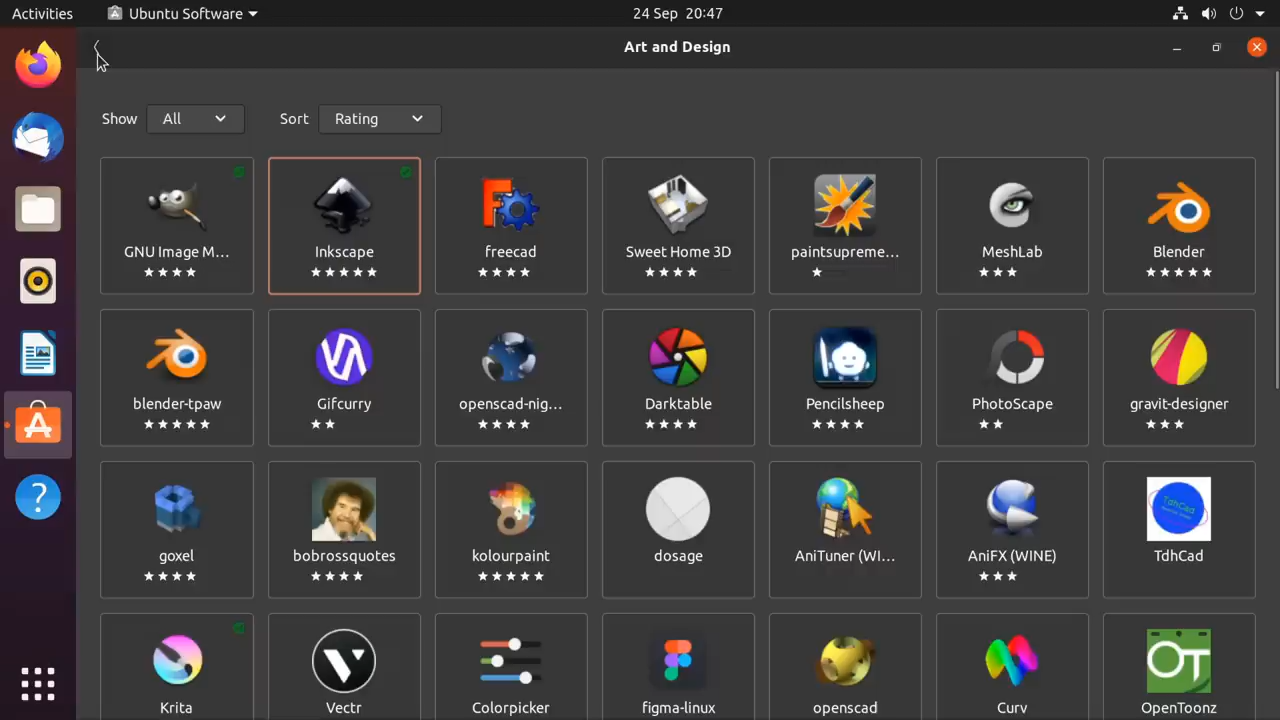 Activities
Ubuntu Software
24 Sep 20:47
Art and Design
Show
All
Sort
Rating
GNU Image M...
Inkscape
freecad
Sweet Home 3D
paintsupreme...
MeshLab
Blender
blender-tpaw
Gifcurry
openscad-nig...
Darktable
Pencilsheep
PhotoScape
gravit-designer
goxel
bobrossquotes
kolourpaint
dosage
AniTuner (WI...
AniFX (WINE)
TdhCad
TdhCad
Krita
Vectr
Colorpicker
figma-linux
openscad
Curv
OT
OpenToonz